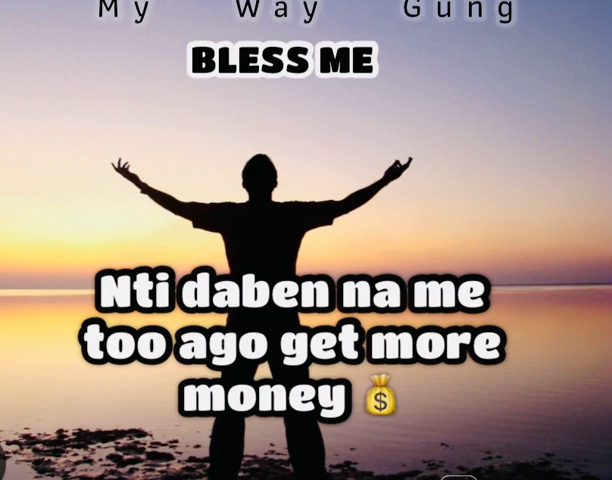 My Way Gung
BLESS ME
Nti daben na me
too ago get more
money 💰